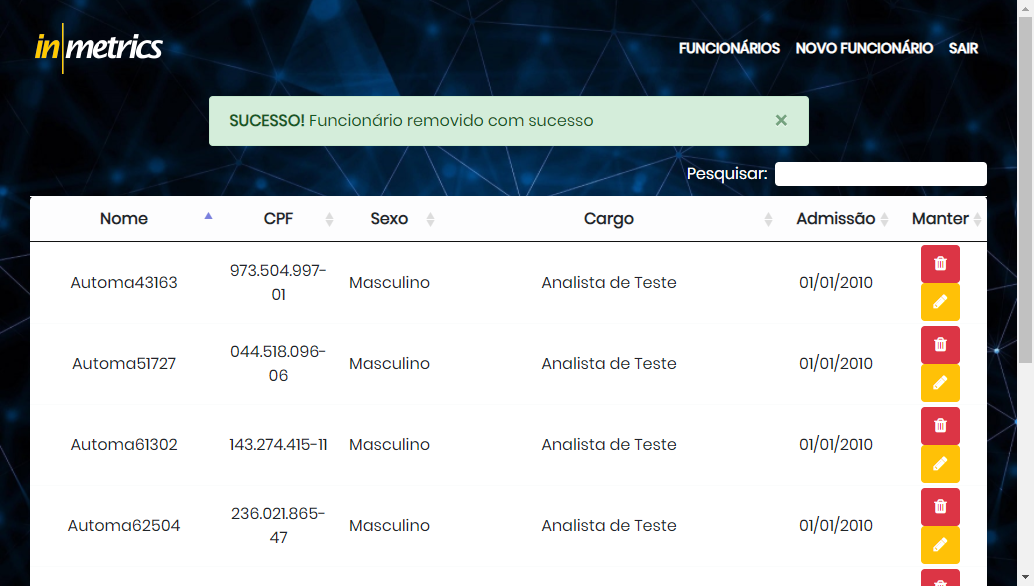 inmetrics
FUNCIONÁRIOS NOVO FUNCIONÁRIO SAIR
SUCESSO! Funcionário removido com sucesso ×
Pesquisar:
Nome CPF Sexo Cargo Admissão Manter
Automa43163 973.504.997-01 Masculino Analista de Teste 01/01/2010
Automa51727 044.518.096-06 Masculino Analista de Teste 01/01/2010
Automa61302 143.274.415-11 Masculino Analista de Teste 01/01/2010
Automa62504 236.021.865-47 Masculino Analista de Teste 01/01/2010